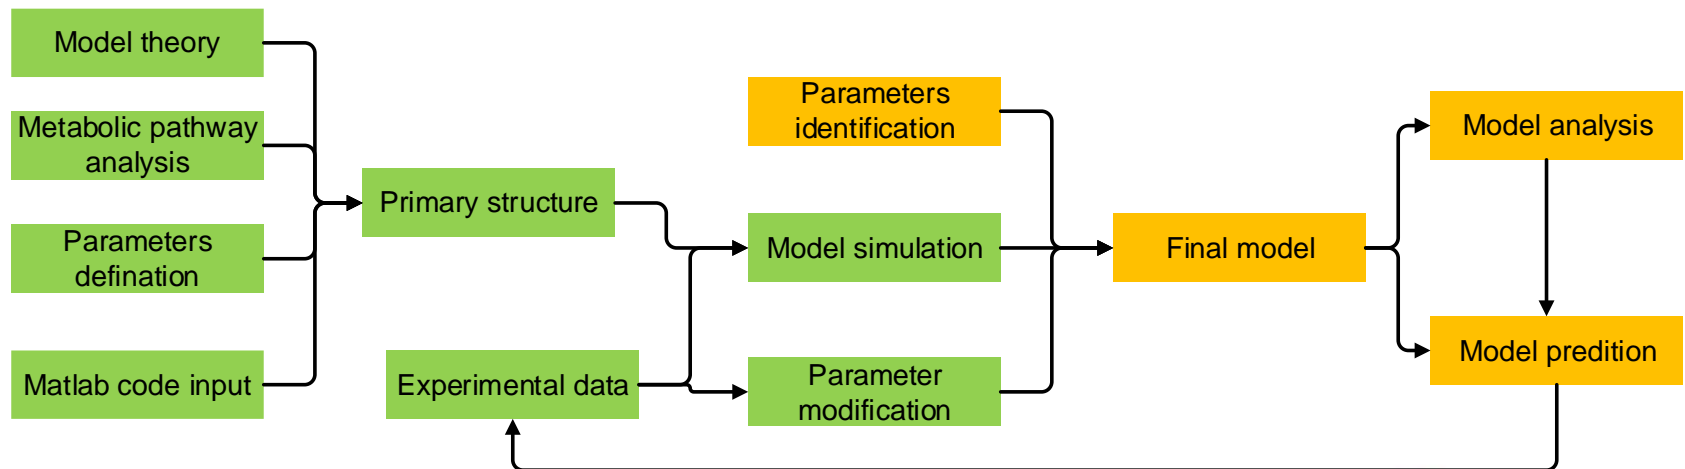 Model theory
Metabolic pathway
analysis
Parameters
defination
Matlab code input
Primary structure
Experimental data
Parameters
identification
Model simulation
Parameter
modification
Final model
Model analysis
Model predition